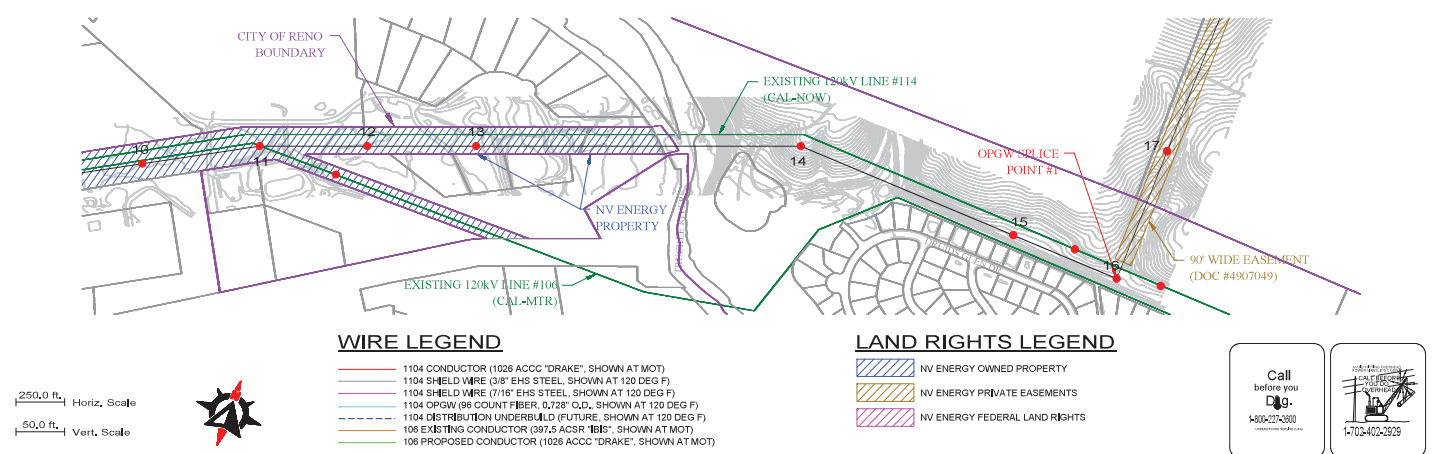 CITY OF RENO
BOUNDARY
EXISTING 120kV LINE #114
(CAL-NOW)
10
11
12
13
14
15
16
17
OPGW SPLICE
POINT #1
NV ENERGY
PROPERTY
EXISTING 120kV LINE #106
(CAL-MTR)
90' WIDE EASEMENT
(DOC #4907049)
WIRE LEGEND
1104 CONDUCTOR (1026 ACCC "DRAKE", SHOWN AT MOT)
1104 SHIELD WIRE (3/8" EHS STEEL, SHOWN AT 120 DEG F)
1104 SHIELD WIRE (7/16" EHS STEEL, SHOWN AT 120 DEG F)
1104 OPGW (96 COUNT FIBER, 0.728" O.D., SHOWN AT 120 DEG F)
1104 DISTRIBUTION UNDERBUILD (FUTURE, SHOWN AT 120 DEG F)
106 EXISTING CONDUCTOR (397.5 ACSR "IBIS", SHOWN AT MOT)
106 PROPOSED CONDUCTOR (1026 ACCC "DRAKE", SHOWN AT MOT)
LAND RIGHTS LEGEND
NV ENERGY OWNED PROPERTY
NV ENERGY PRIVATE EASEMENTS
NV ENERGY FEDERAL LAND RIGHTS
250.0 ft. Horiz. Scale
50.0 ft. Vert. Scale
Call
before you
Dig.
1-800-227-2600
CALL BEFORE
YOU DO
OVERHEAD
1-702-402-2929